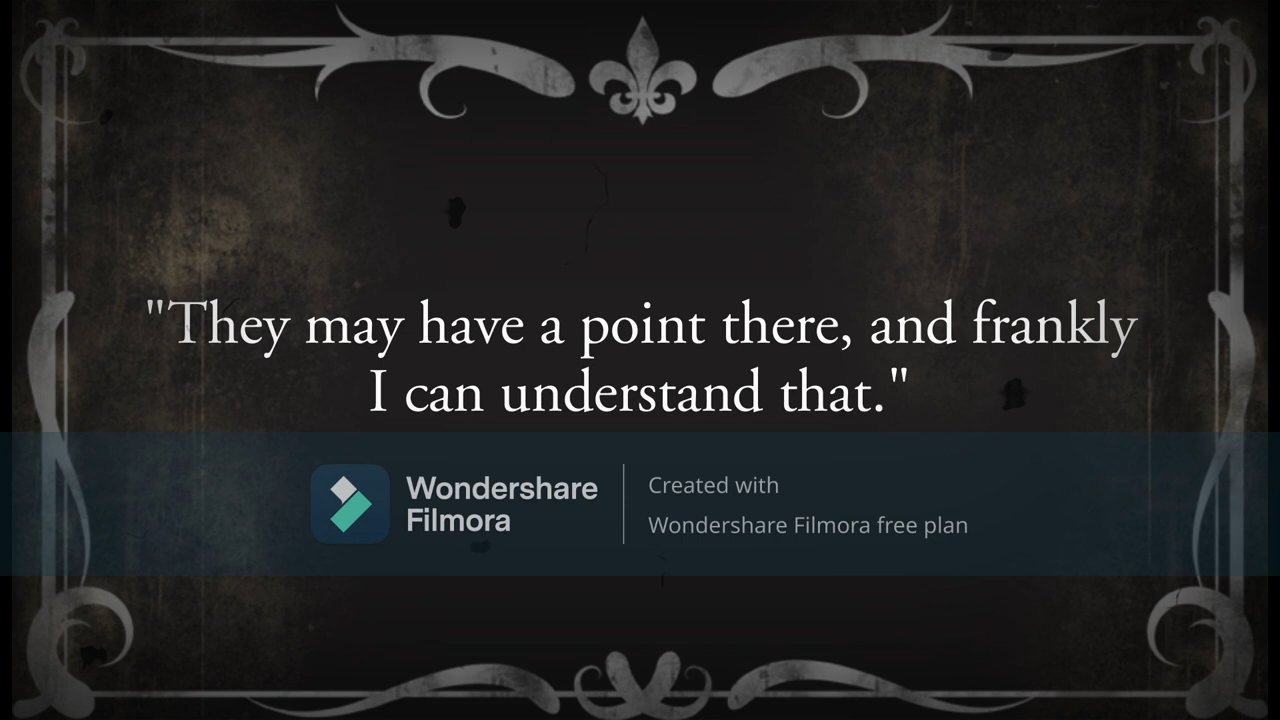 "They may have a point there, and frankly
I can understand that."
Wondershare
Filmora
Created with
Wondershare Filmora free plan